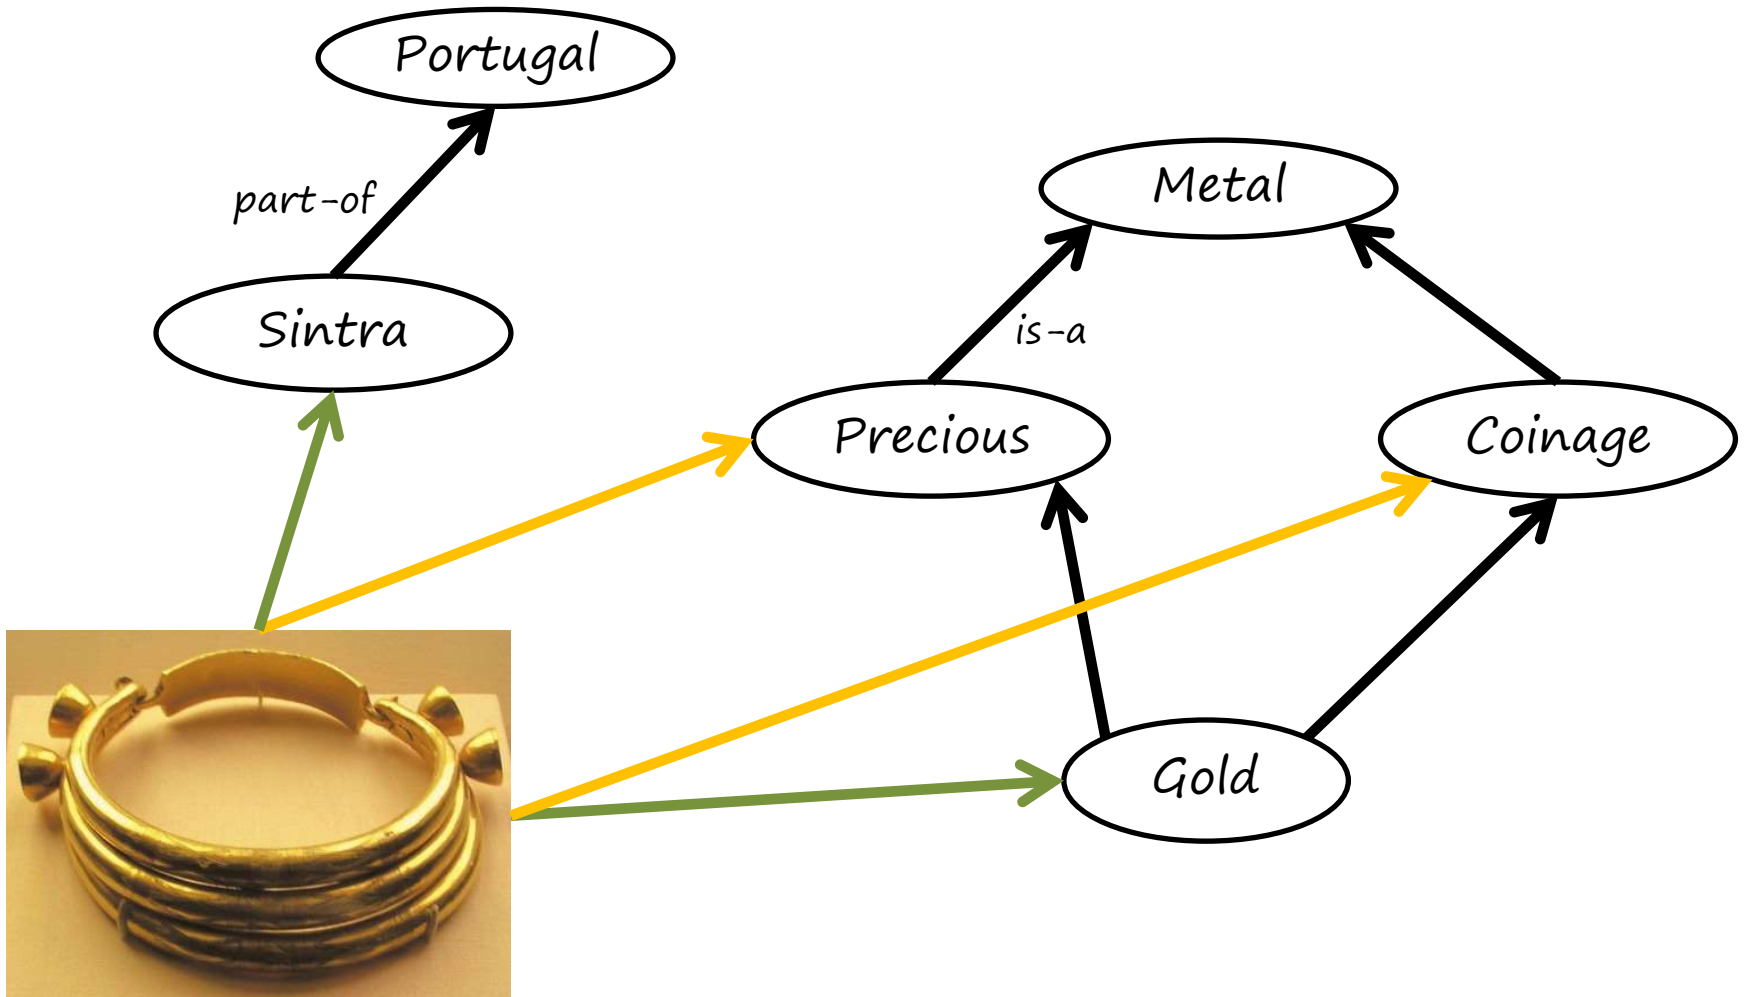 Portugal
Metal
part-of
Sintra
is-a
Precious
Coinage
Gold